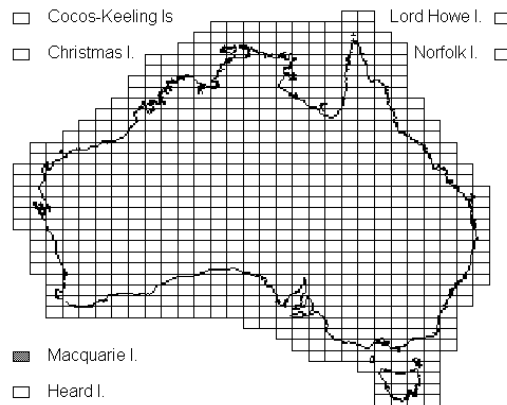 Cocos-Keeling Is
Lord Howe I.
Christmas I.
Norfolk I.
Macquarie I.
Heard I.